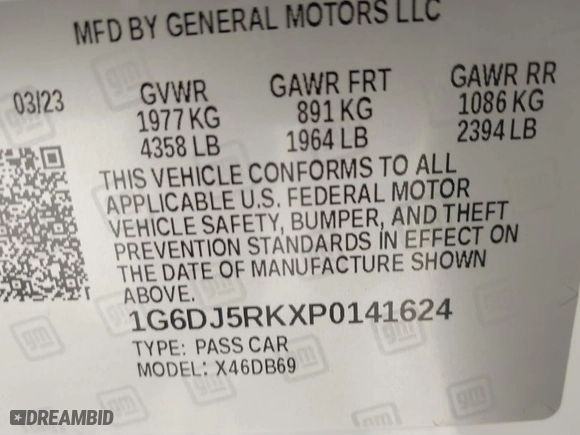 MFD BY GENERAL MOTORS LLC
03/23 GVWR GAWR FRT GAWR RR
1977 KG 891 KG 1086 KG
4358 LB 1964 LB 2394 LB
THIS VEHICLE CONFORMS TO ALL
APPLICABLE U.S. FEDERAL MOTOR
VEHICLE SAFETY, BUMPER, AND THEFT
PREVENTION STANDARDS IN EFFECT ON
THE DATE OF MANUFACTURE SHOWN
ABOVE.
1G6DJ5RKXP0141624
TYPE: PASS CAR
MODEL: X46DB69
DREAMBID